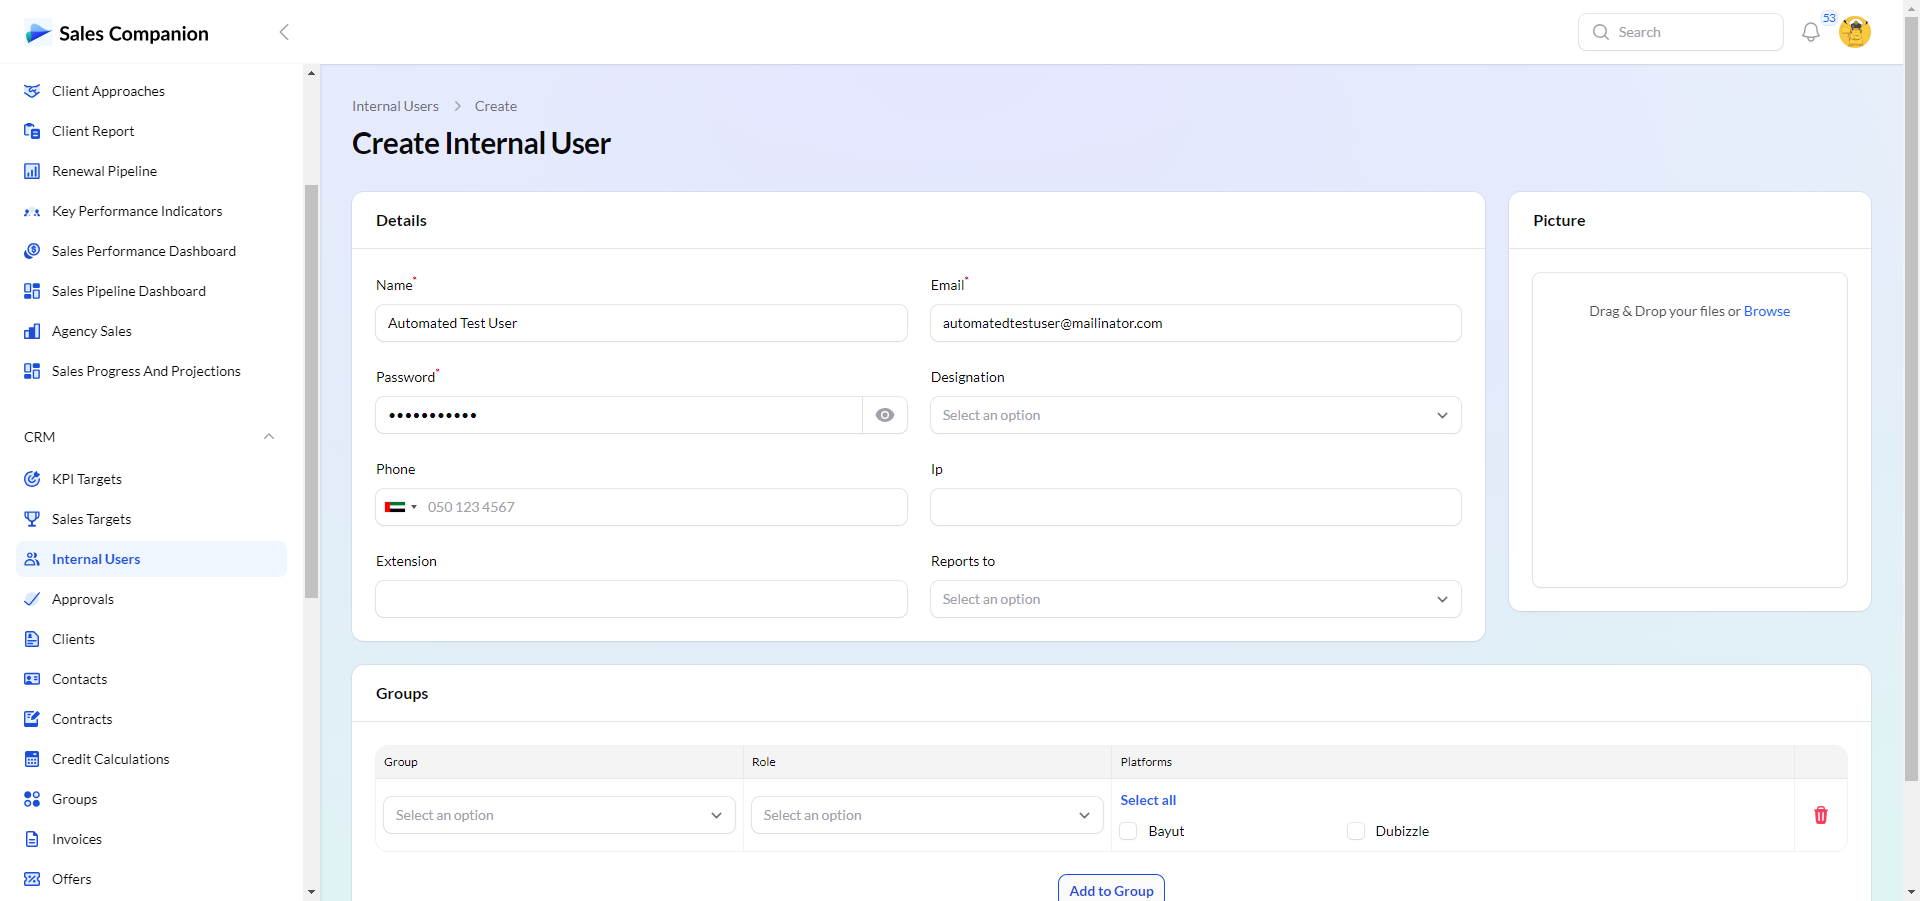 Sales Companion
Search
53
Client Approaches
Client Report
Renewal Pipeline
Key Performance Indicators
Sales Performance Dashboard
Sales Pipeline Dashboard
Agency Sales
Sales Progress And Projections
CRM
KPI Targets
Sales Targets
Internal Users
Approvals
Clients
Contacts
Contracts
Credit Calculations
Groups
Invoices
Offers
Internal Users > Create
Create Internal User
Details
Name*
Automated Test User
Email*
automatedtestuser@mailinator.com
Password*
•••••••••••
Designation
Select an option
Phone
050 123 4567
Ip
Extension
Reports to
Select an option
Picture
Drag & Drop your files or Browse
Groups
Group Role Platforms
Select an option
Select an option
Select all
Bayut Dubizzle
Add to Group